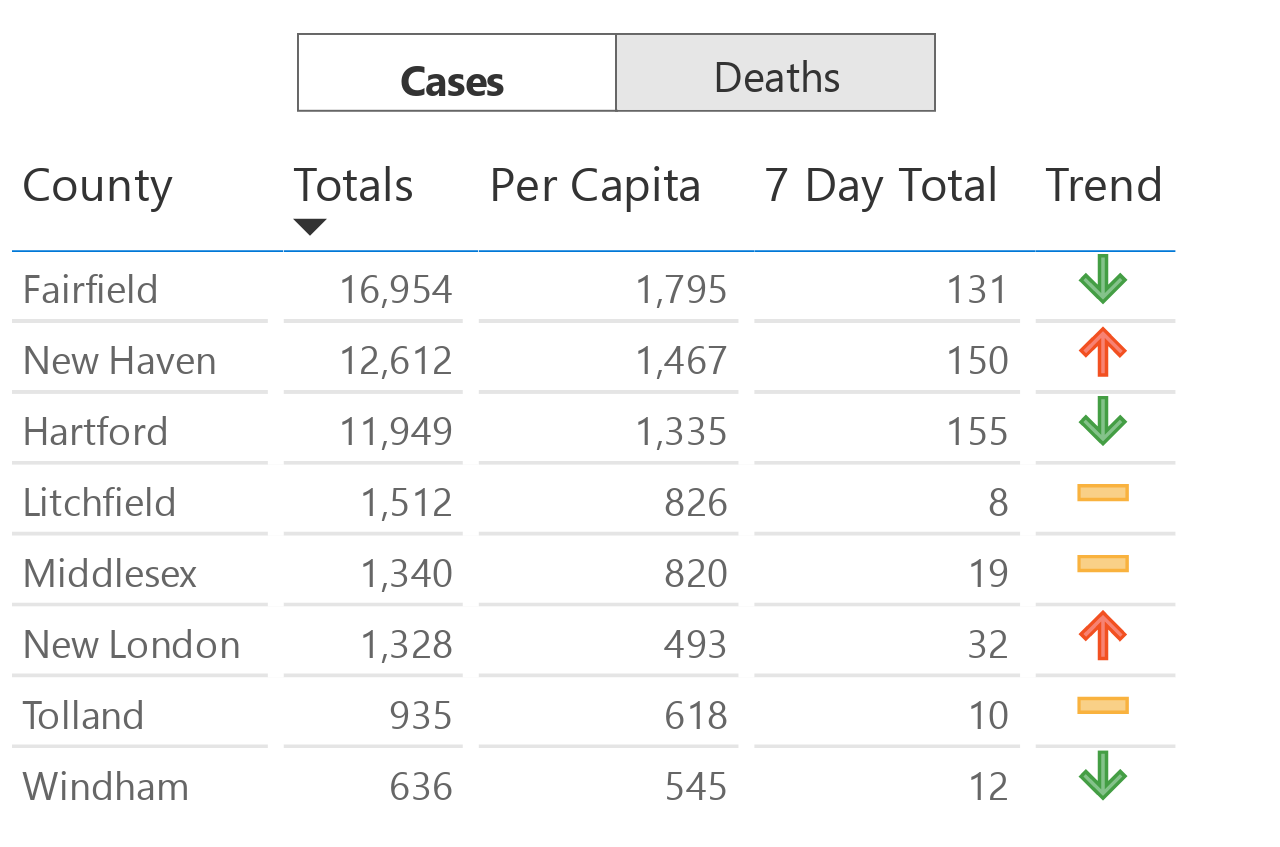 Cases Deaths
County Totals Per Capita 7 Day Total Trend
Fairfield 16,954 1,795 131
New Haven 12,612 1,467 150
Hartford 11,949 1,335 155
Litchfield 1,512 826 8
Middlesex 1,340 820 19
New London 1,328 493 32
Tolland 935 618 10
Windham 636 545 12